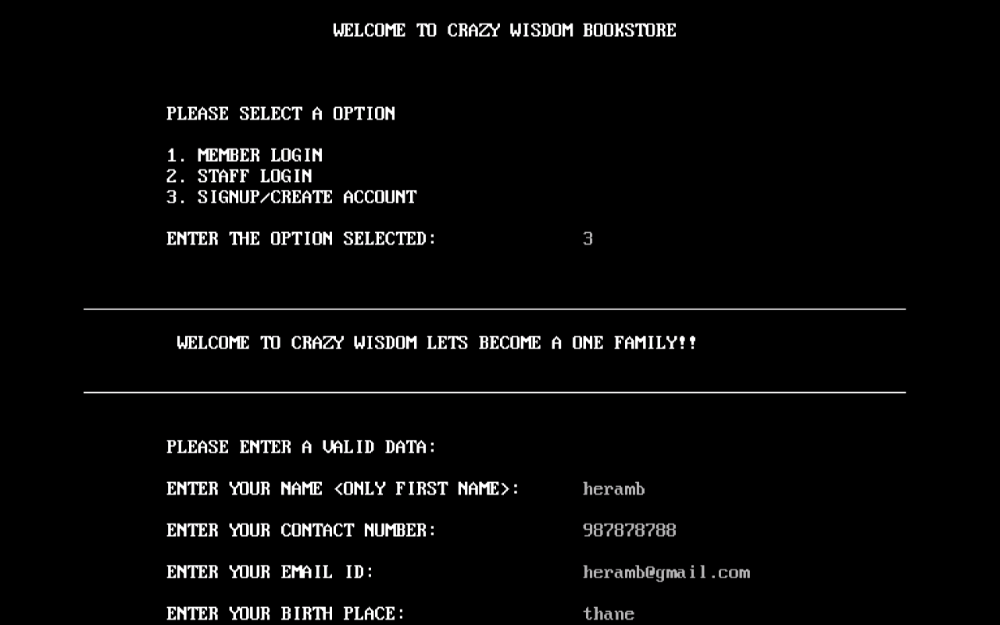 WELCOME TO CRAZY WISDOM BOOKSTORE
PLEASE SELECT A OPTION
1. MEMBER LOGIN
2. STAFF LOGIN
3. SIGNUP/CREATE ACCOUNT
ENTER THE OPTION SELECTED: 3
WELCOME TO CRAZY WISDOM LETS BECOME A ONE FAMILY!!
PLEASE ENTER A VALID DATA:
ENTER YOUR NAME <ONLY FIRST NAME>: heramb
ENTER YOUR CONTACT NUMBER: 987878788
ENTER YOUR EMAIL ID: heramb@gmail.com
ENTER YOUR BIRTH PLACE: thane